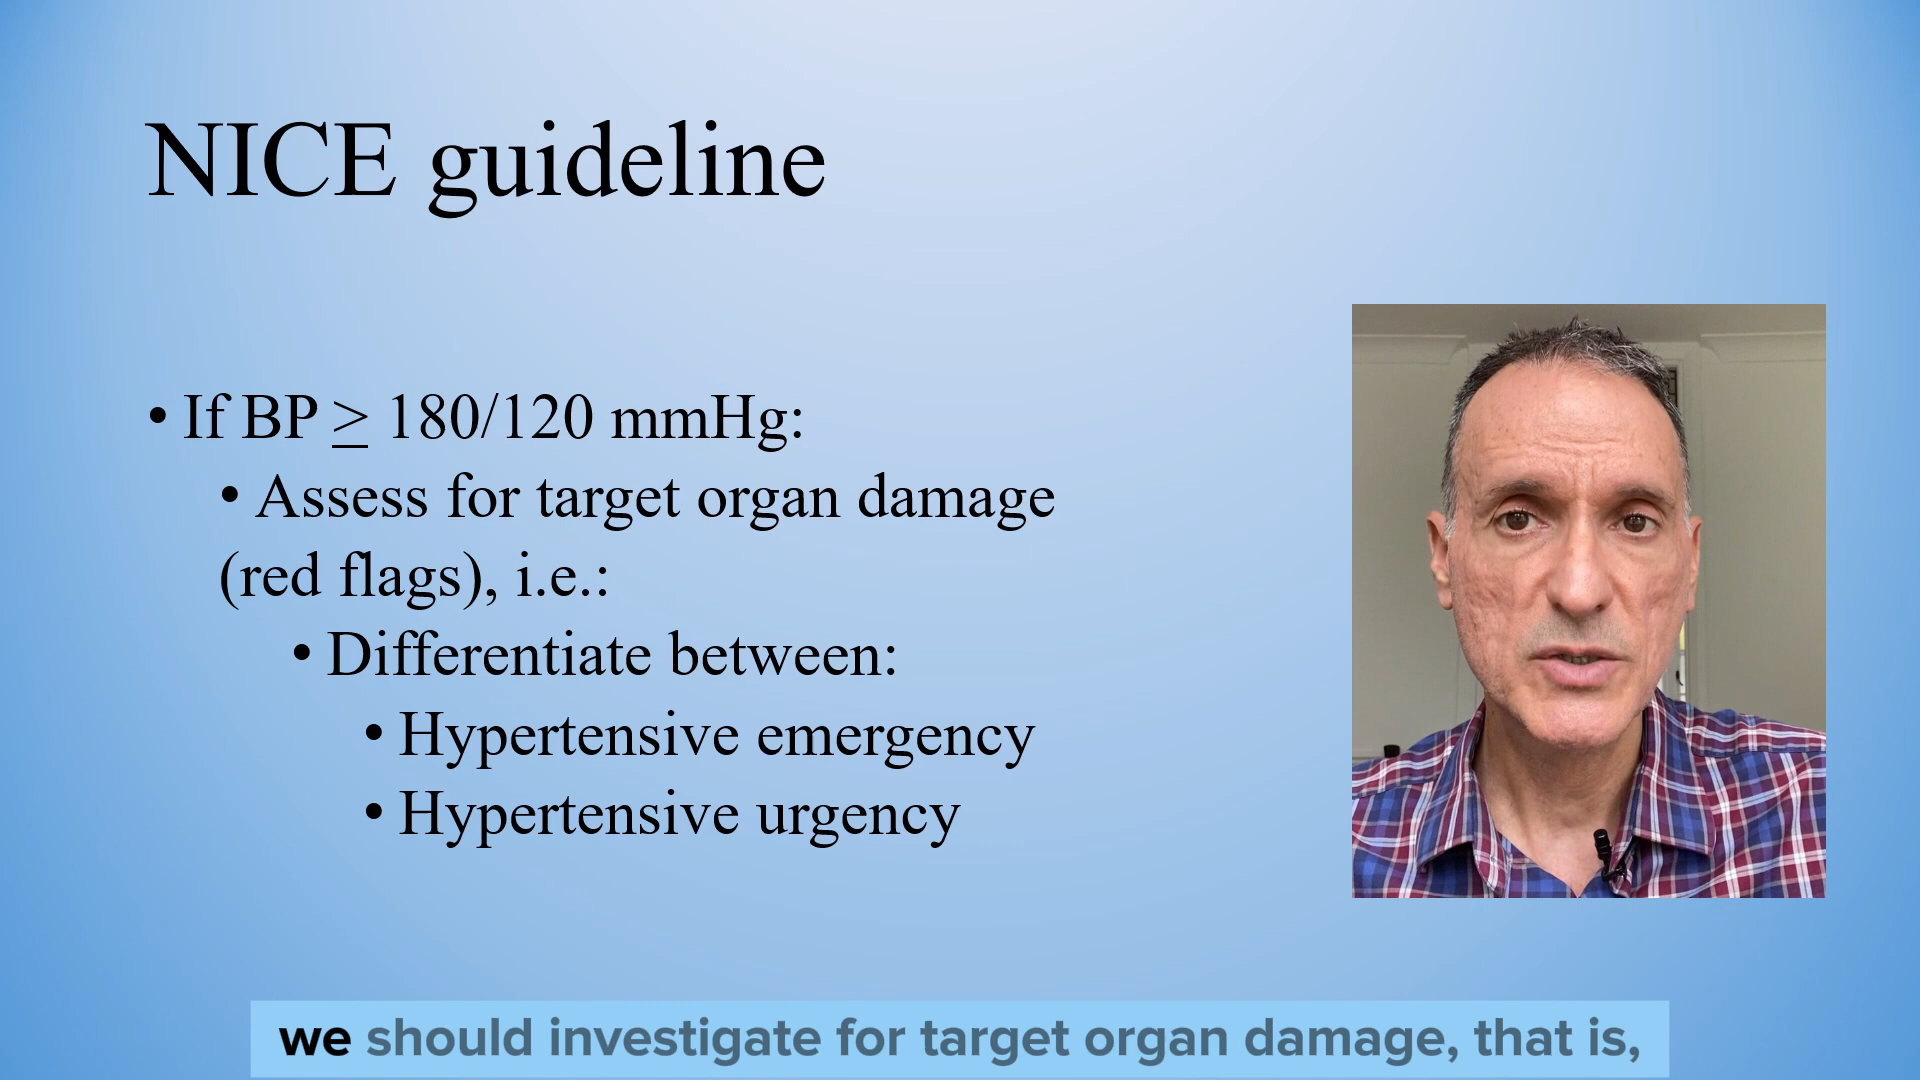 NICE guideline
• If BP ≥ 180/120 mmHg:
• Assess for target organ damage
(red flags), i.e.:
• Differentiate between:
• Hypertensive emergency
• Hypertensive urgency
we should investigate for target organ damage, that is,